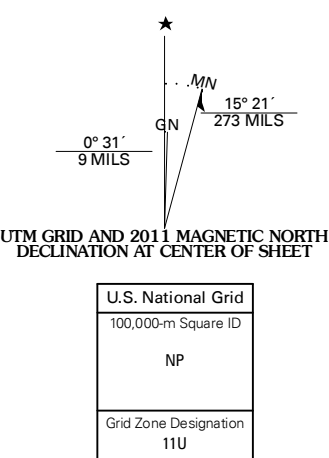 MN
GN
15° 21´
273 MILS
0° 31´
9 MILS
UTM GRID AND 2011 MAGNETIC NORTH
DECLINATION AT CENTER OF SHEET
U.S. National Grid
100,000-m Square ID
NP
Grid Zone Designation
11U